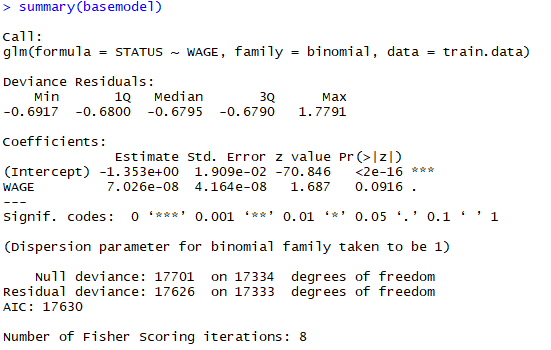 > summary(basemodel)
Call:
glm(formula = STATUS ~ WAGE, family = binomial, data = train.data)
Deviance Residuals:
    Min       1Q   Median       3Q      Max
-0.6917  -0.6800  -0.6795  -0.6790   1.7791
Coefficients:
              Estimate Std. Error z value Pr(>|z|)
(Intercept) -1.353e+00  1.909e-02 -70.846   <2e-16 ***
WAGE         7.026e-08  4.164e-08   1.687   0.0916 .
---
Signif. codes:  0 ‘***’ 0.001 ‘**’ 0.01 ‘*’ 0.05 ‘.’ 0.1 ‘ ’ 1
(Dispersion parameter for binomial family taken to be 1)
    Null deviance: 17701  on 17334  degrees of freedom
Residual deviance: 17626  on 17333  degrees of freedom
AIC: 17630
Number of Fisher Scoring iterations: 8